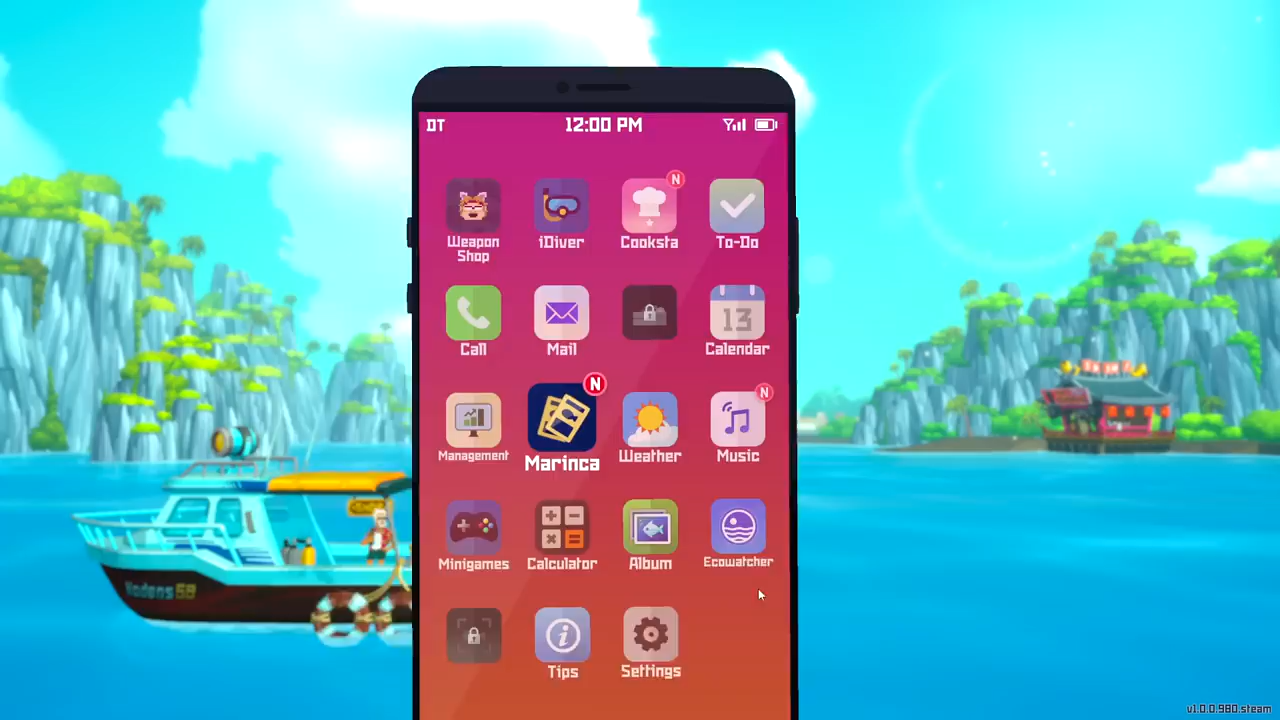 DT 12:00 PM
N
Weapon Shop
iDiver
Cooksta
To-Do
13
Call
Mail
Calendar
N
N
Management
Marinca
Weather
Music
Minigames
Calculator
Album
Ecowatcher
Tips
Settings
v1.0.0.980.steam